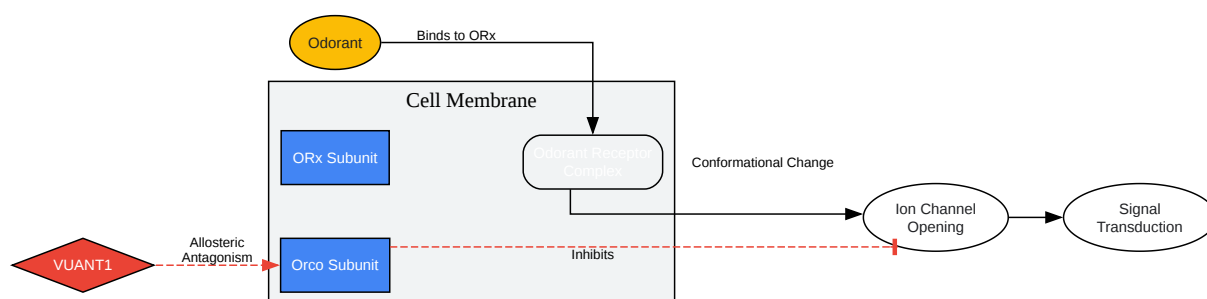 Odorant
Binds to ORx
Cell Membrane
ORx Subunit
Odorant Receptor
Complex
Conformational Change
Ion Channel
Opening
Signal
Transduction
VUANT1
Allosteric
Antagonism
Orco Subunit
Inhibits